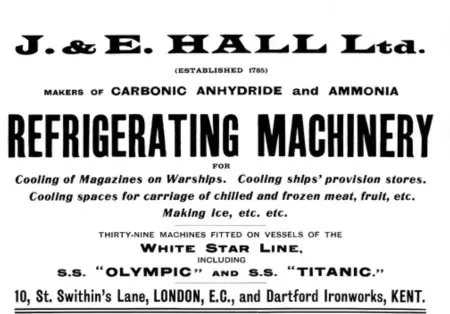 J. & E. HALL Ltd.
(ESTABLISHED 1785)
MAKERS OF CARBONIC ANHYDRIDE and AMMONIA
REFRIGERATING MACHINERY
FOR
Cooling of Magazines on Warships. Cooling ships' provision stores.
Cooling spaces for carriage of chilled and frozen meat, fruit, etc.
Making ice, etc. etc.
THIRTY-NINE MACHINES FITTED ON VESSELS OF THE
WHITE STAR LINE,
INCLUDING
S.S. "OLYMPIC" AND S.S. "TITANIC."
10, St. Swithin's Lane, LONDON, E.C., and Dartford Ironworks, KENT.